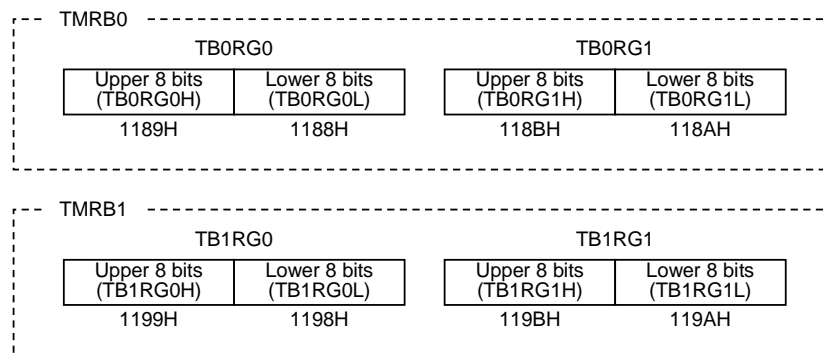 TMRB0
TB0RG0 TB0RG1
Upper 8 bits Lower 8 bits Upper 8 bits Lower 8 bits
(TB0RG0H) (TB0RG0L) (TB0RG1H) (TB0RG1L)
1189H 1188H 118BH 118AH
TMRB1
TB1RG0 TB1RG1
Upper 8 bits Lower 8 bits Upper 8 bits Lower 8 bits
(TB1RG0H) (TB1RG0L) (TB1RG1H) (TB1RG1L)
1199H 1198H 119BH 119AH